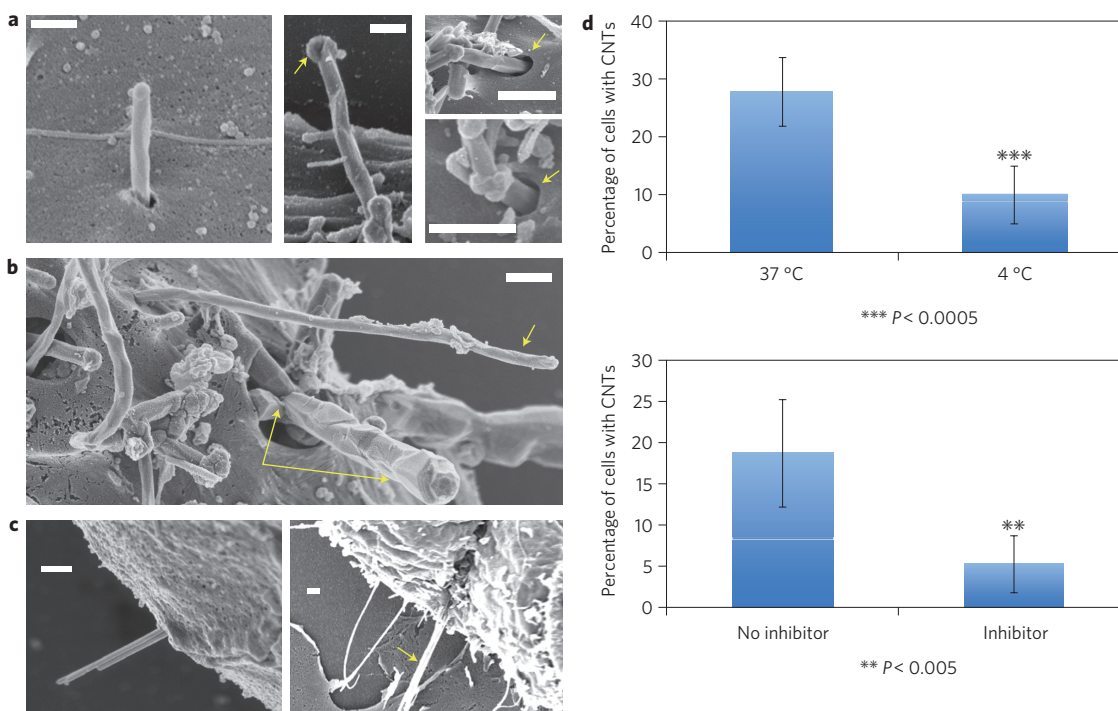 a
b
c
d
Percentage of cells with CNTs
40
30
20
10
0
***
37 °C
4 °C
*** P < 0.0005
Percentage of cells with CNTs
30
25
20
15
10
5
0
**
No inhibitor
Inhibitor
** P < 0.005